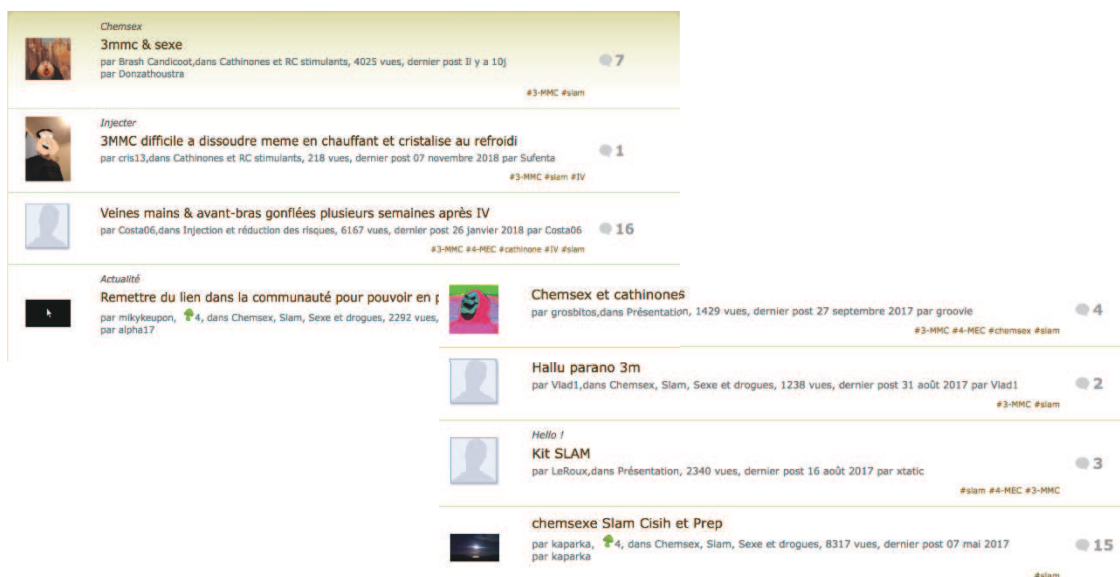 Chemsex
3mmc & sexe
par Brash Candicoot,dans Cathinones et RC stimulants, 4025 vues, dernier post Il y a 10j
par Donzathoustra
7
#3-MMC #slam
Injecter
3MMC difficile a dissoudre meme en chauffant et cristalise au refroidi
par cris13,dans Cathinones et RC stimulants, 218 vues, dernier post 07 novembre 2018 par Sufenta
1
#3-MMC #slam #IV
Veines mains & avant-bras gonflées plusieurs semaines après IV
par Costa06,dans Injection et réduction des risques, 6167 vues, dernier post 26 janvier 2018 par Costa06
16
#3-MMC #4-MEC #cathinone #IV #slam
Actualité
Remettre du lien dans la communauté pour pouvoir en p
par mikykeupon, 4, dans Chemsex, Slam, Sexe et drogues, 2292 vues,
par alpha17
Chemsex et cathinones
par grosbitos,dans Présentation, 1429 vues, dernier post 27 septembre 2017 par groovie
4
#3-MMC #4-MEC #chemsex #slam
Hallu parano 3m
par Vlad1,dans Chemsex, Slam, Sexe et drogues, 1238 vues, dernier post 31 août 2017 par Vlad1
2
#3-MMC #slam
Hello !
Kit SLAM
par LeRoux,dans Présentation, 2340 vues, dernier post 16 août 2017 par xtatic
3
#slam #4-MEC #3-MMC
chemsexe Slam Cisih et Prep
par kaparka, 4, dans Chemsex, Slam, Sexe et drogues, 8317 vues, dernier post 07 mai 2017
par kaparka
15
#slam